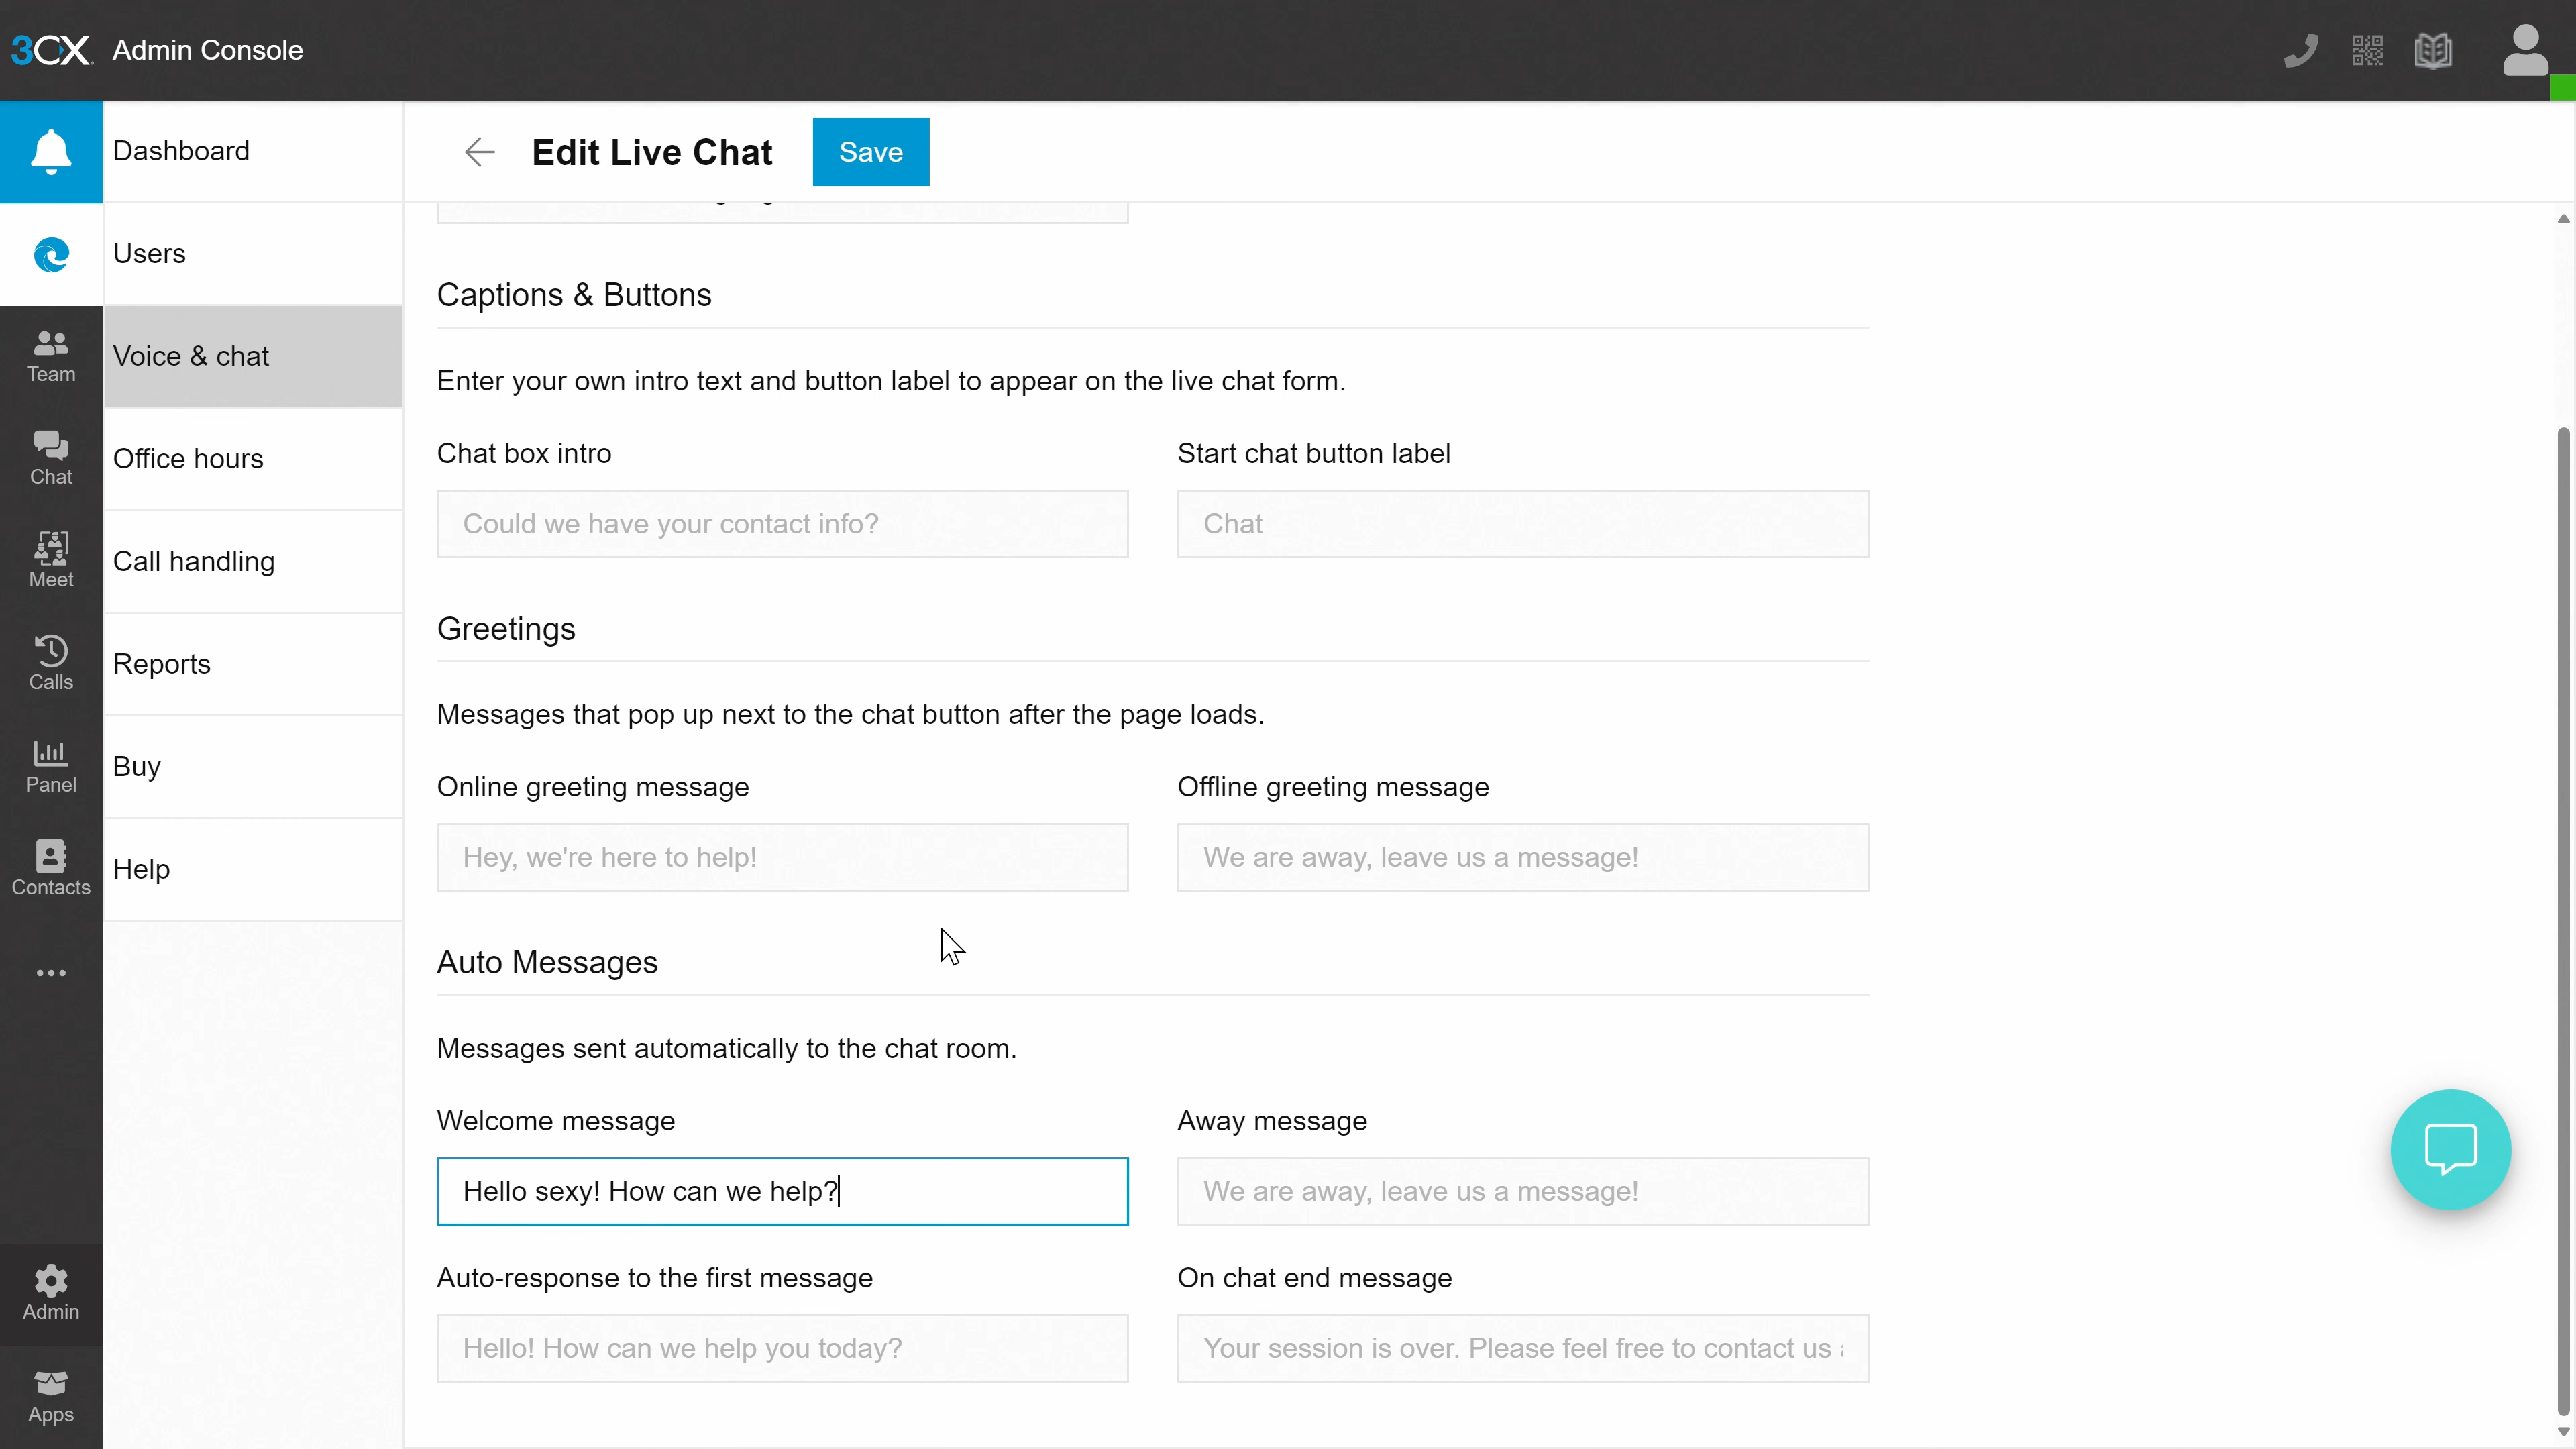 3CX Admin Console
Dashboard
Users
Voice & chat
Office hours
Call handling
Reports
Buy
Help
Team
Chat
Meet
Calls
Panel
Contacts
Admin
Apps
Edit Live Chat
Save
Captions & Buttons
Enter your own intro text and button label to appear on the live chat form.
Chat box intro
Start chat button label
Could we have your contact info?
Chat
Greetings
Messages that pop up next to the chat button after the page loads.
Online greeting message
Offline greeting message
Hey, we're here to help!
We are away, leave us a message!
Auto Messages
Messages sent automatically to the chat room.
Welcome message
Away message
Hello sexy! How can we help?
We are away, leave us a message!
Auto-response to the first message
On chat end message
Hello! How can we help you today?
Your session is over. Please feel free to contact us